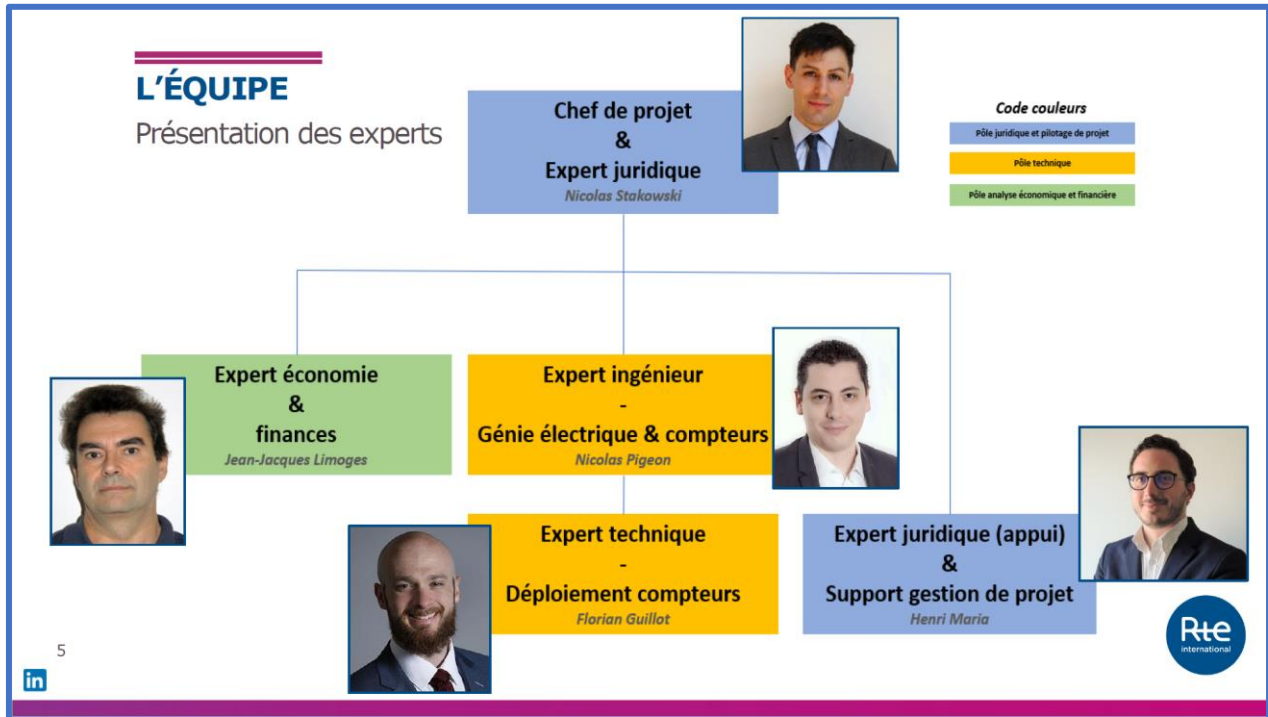 L'ÉQUIPE
Présentation des experts
Chef de projet
&
Expert juridique
Nicolas Stakowski
Code couleurs
Pôle juridique et pilotage de projet
Pôle technique
Pôle analyse économique et financière
Expert économie
&
finances
Jean-Jacques Limoges
Expert ingénieur
-
Génie électrique & compteurs
Nicolas Pigeon
Expert technique
-
Déploiement compteurs
Florian Guillot
Expert juridique (appui)
&
Support gestion de projet
Henri Maria
5
in
Rte
international